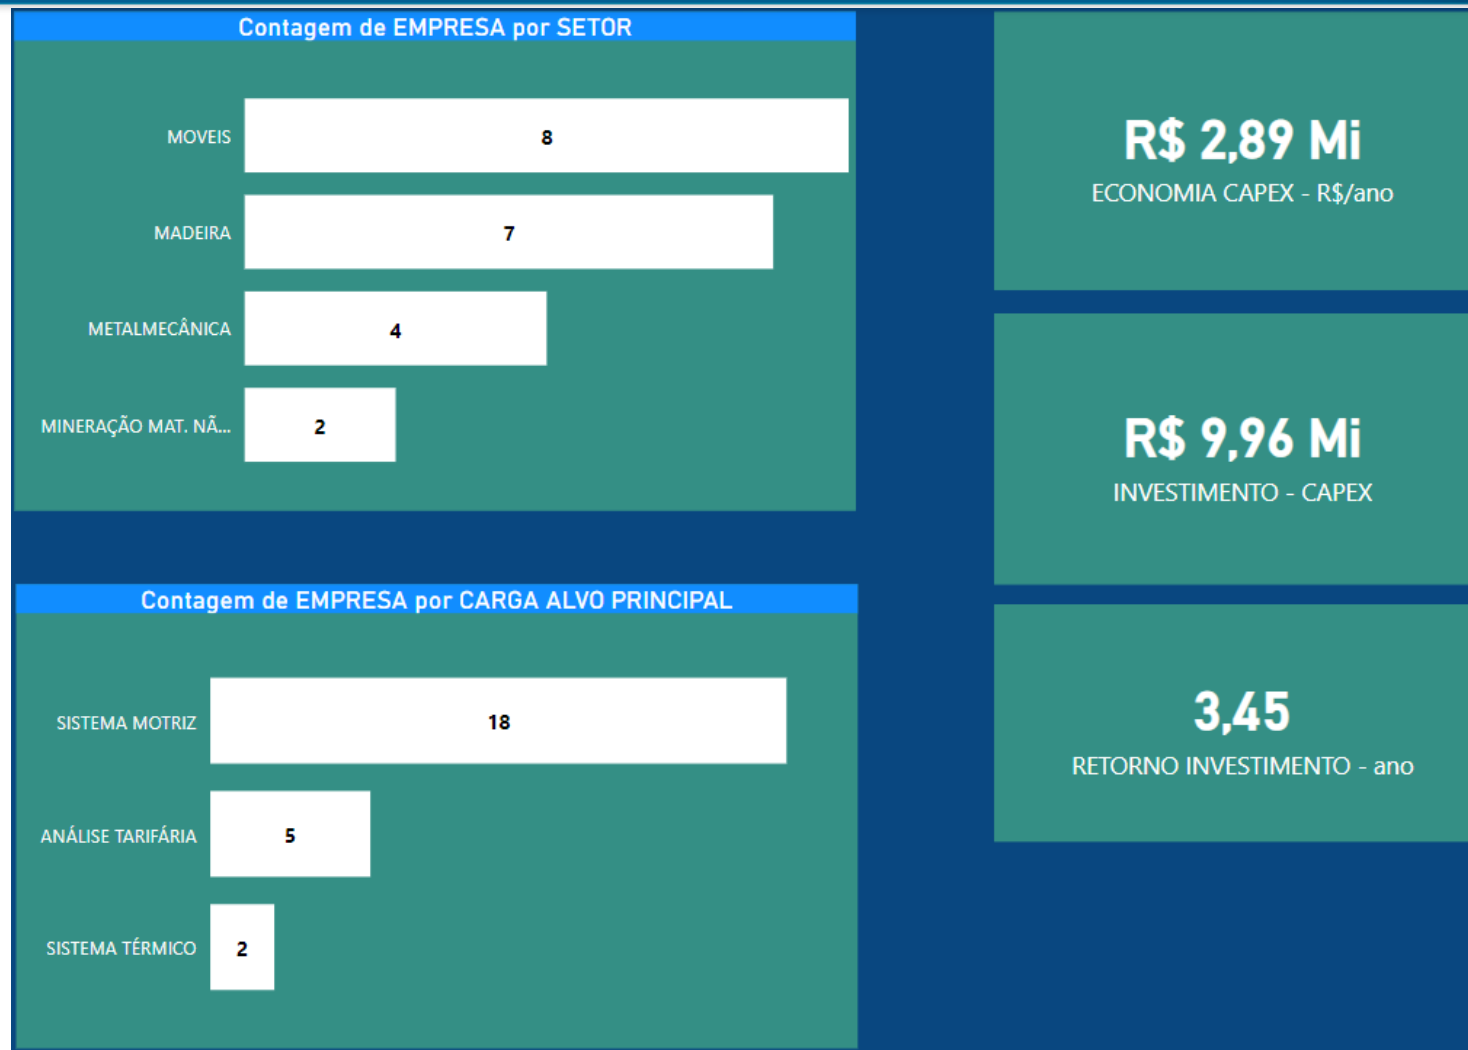 Contagem de EMPRESA por SETOR
MOVEIS
8
MADEIRA
7
METALMECÂNICA
4
MINERAÇÃO MAT. NÃ...
2
Contagem de EMPRESA por CARGA ALVO PRINCIPAL
SISTEMA MOTRIZ
18
ANÁLISE TARIFÁRIA
5
SISTEMA TÉRMICO
2
R$ 2,89 Mi
ECONOMIA CAPEX - R$/ano
R$ 9,96 Mi
INVESTIMENTO - CAPEX
3,45
RETORNO INVESTIMENTO - ano